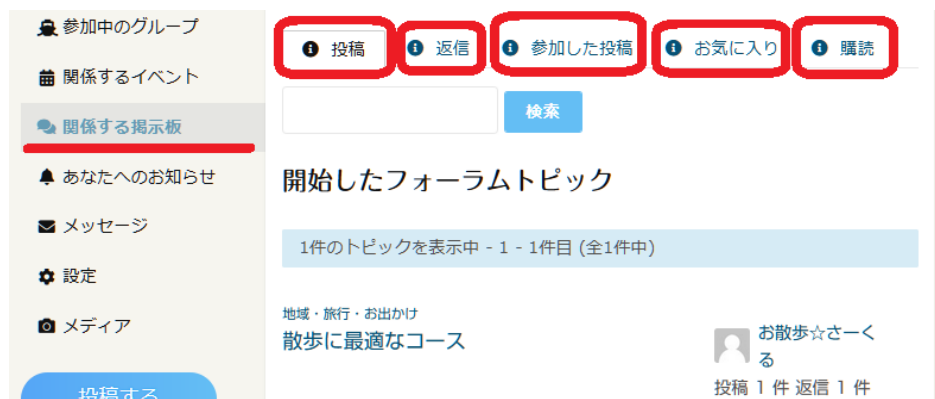 参加中のグループ
関係するイベント
関係する掲示板
あなたへのお知らせ
メッセージ
設定
メディア
投稿する
投稿 返信 参加した投稿 お気に入り 購読
検索
開始したフォーラムトピック
1件のトピックを表示中 - 1 - 1件目 (全1件中)
地域・旅行・お出かけ
散歩に最適なコース
お散歩☆さーく
る
投稿 1 件 返信 1 件